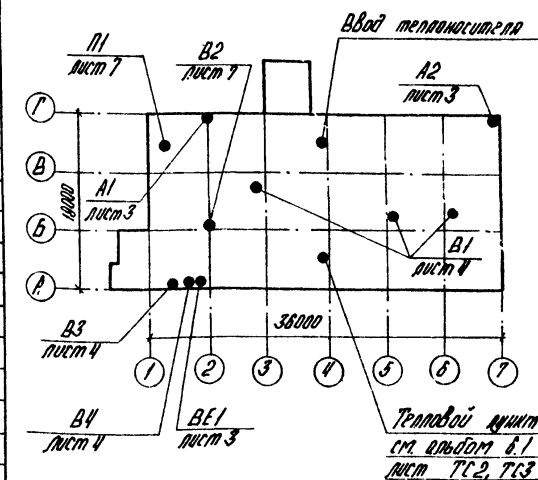 Ввод теплоносителя
П1
лист 7
В2
лист 7
А2
лист 3
Г
В
А1
лист 3
18000
Б
В1
лист 4
А
В3
лист 4
36000
1 2 3 4 5 6 7
В4
лист 4
ВЕ1
лист 3
Тепловой пункт
см. альбом 6.1
лист ТС2, ТС3